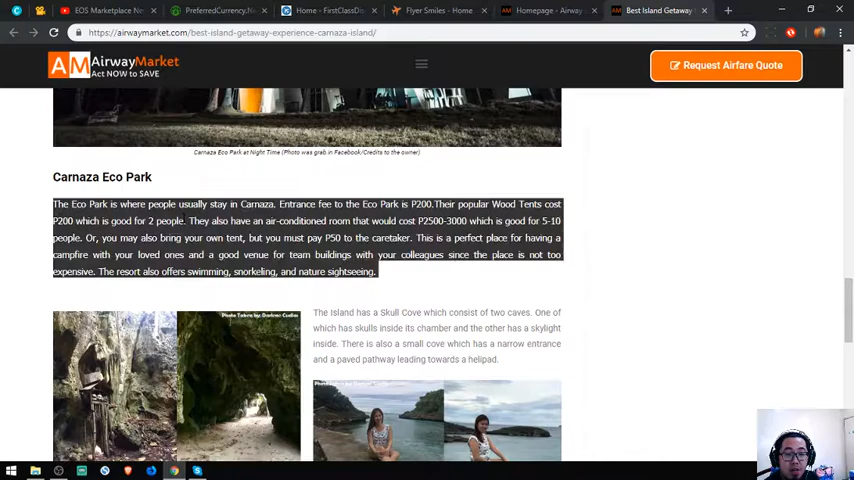 EOS Marketplace No
PreferredCurrency.N
Home - FirstClassDi
Flyer Smiles - Home
Homepage - Airway
Best Island Getaway
https://airwaymarket.com/best-island-getaway-experience-carnaza-island/
AM AirwayMarket
Act NOW to SAVE
Request Airfare Quote
Carnaza Eco Park at Night Time (Photo was grab in Facebook/Credits to the owner)
Carnaza Eco Park
The Eco Park is where people usually stay in Carnaza. Entrance fee to the Eco Park is P200.Their popular Wood Tents cost
P200 which is good for 2 people. They also have an air-conditioned room that would cost P2500-3000 which is good for 5-10
people. Or, you may also bring your own tent, but you must pay P50 to the caretaker. This is a perfect place for having a
campfire with your loved ones and a good venue for team buildings with your colleagues since the place is not too
expensive. The resort also offers swimming, snorkeling, and nature sightseeing.
The Island has a Skull Cove which consist of two caves. One of
which has skulls inside its chamber and the other has a skylight
inside. There is also a small cove which has a narrow entrance
and a paved pathway leading towards a helipad.
Photo Taken by: Darlene Cudias